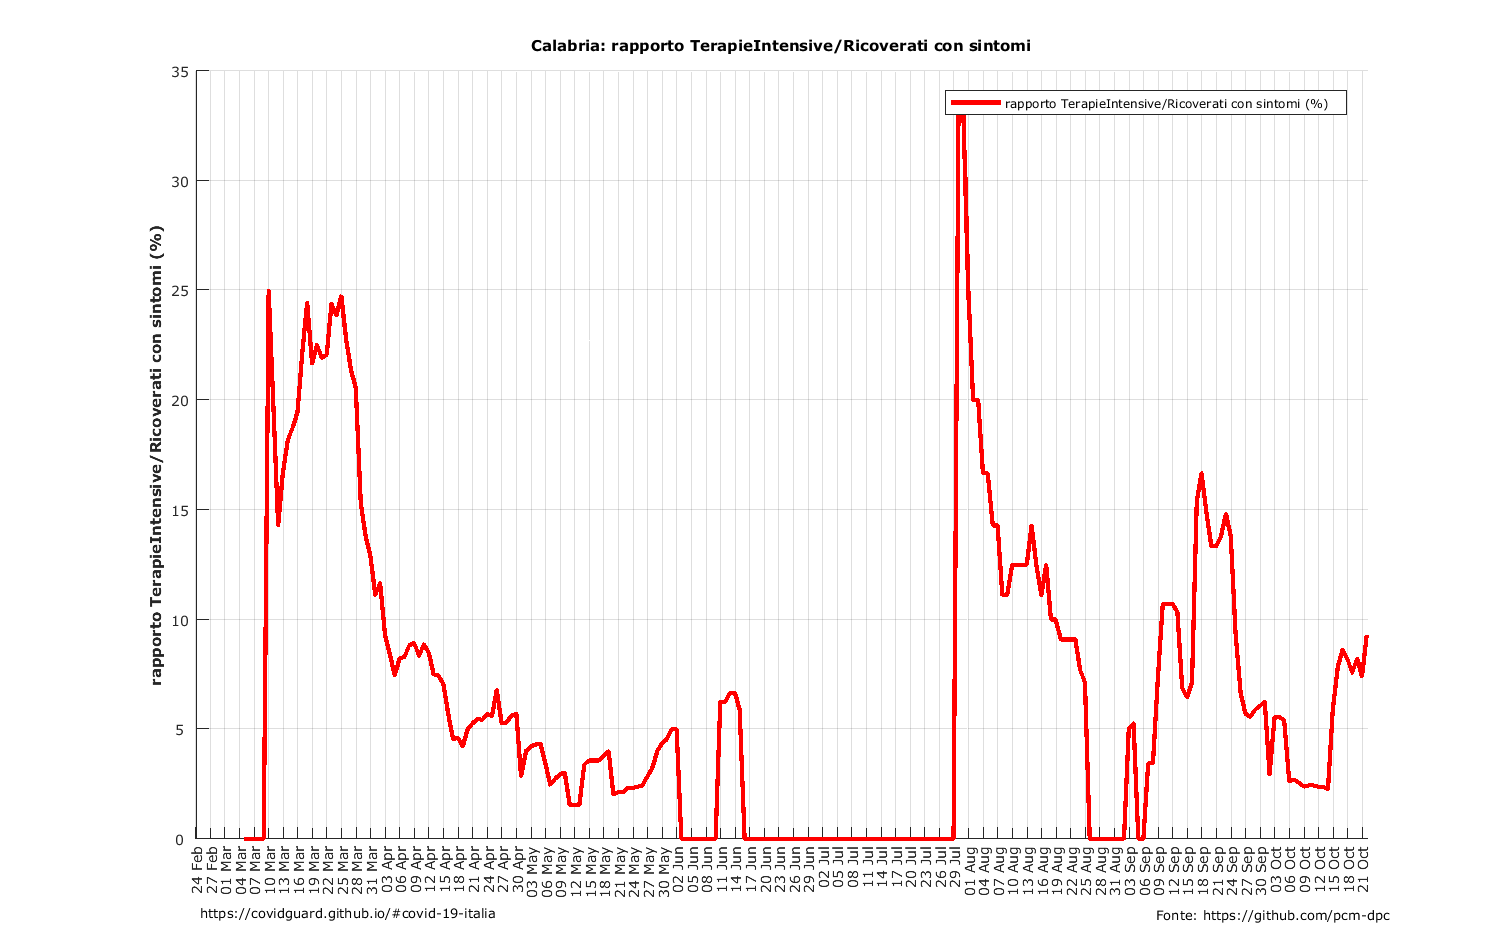 Calabria: rapporto TerapieIntensive/Ricoverati con sintomi
rapporto TerapieIntensive/Ricoverati con sintomi (%)
rapporto TerapieIntensive/Ricoverati con sintomi (%)
35
30
25
20
15
10
5
0
24 Feb
27 Feb
01 Mar
04 Mar
07 Mar
10 Mar
13 Mar
16 Mar
19 Mar
22 Mar
25 Mar
28 Mar
31 Mar
03 Apr
06 Apr
09 Apr
12 Apr
15 Apr
18 Apr
21 Apr
24 Apr
27 Apr
30 Apr
03 May
06 May
09 May
12 May
15 May
18 May
21 May
24 May
27 May
30 May
02 Jun
05 Jun
08 Jun
11 Jun
14 Jun
17 Jun
20 Jun
23 Jun
26 Jun
29 Jun
02 Jul
05 Jul
08 Jul
11 Jul
14 Jul
17 Jul
20 Jul
23 Jul
26 Jul
29 Jul
01 Aug
04 Aug
07 Aug
10 Aug
13 Aug
16 Aug
19 Aug
22 Aug
25 Aug
28 Aug
31 Aug
03 Sep
06 Sep
09 Sep
12 Sep
15 Sep
18 Sep
21 Sep
24 Sep
27 Sep
30 Sep
03 Oct
06 Oct
09 Oct
12 Oct
15 Oct
18 Oct
21 Oct
https://covidguard.github.io/#covid-19-italia
Fonte: https://github.com/pcm-dpc